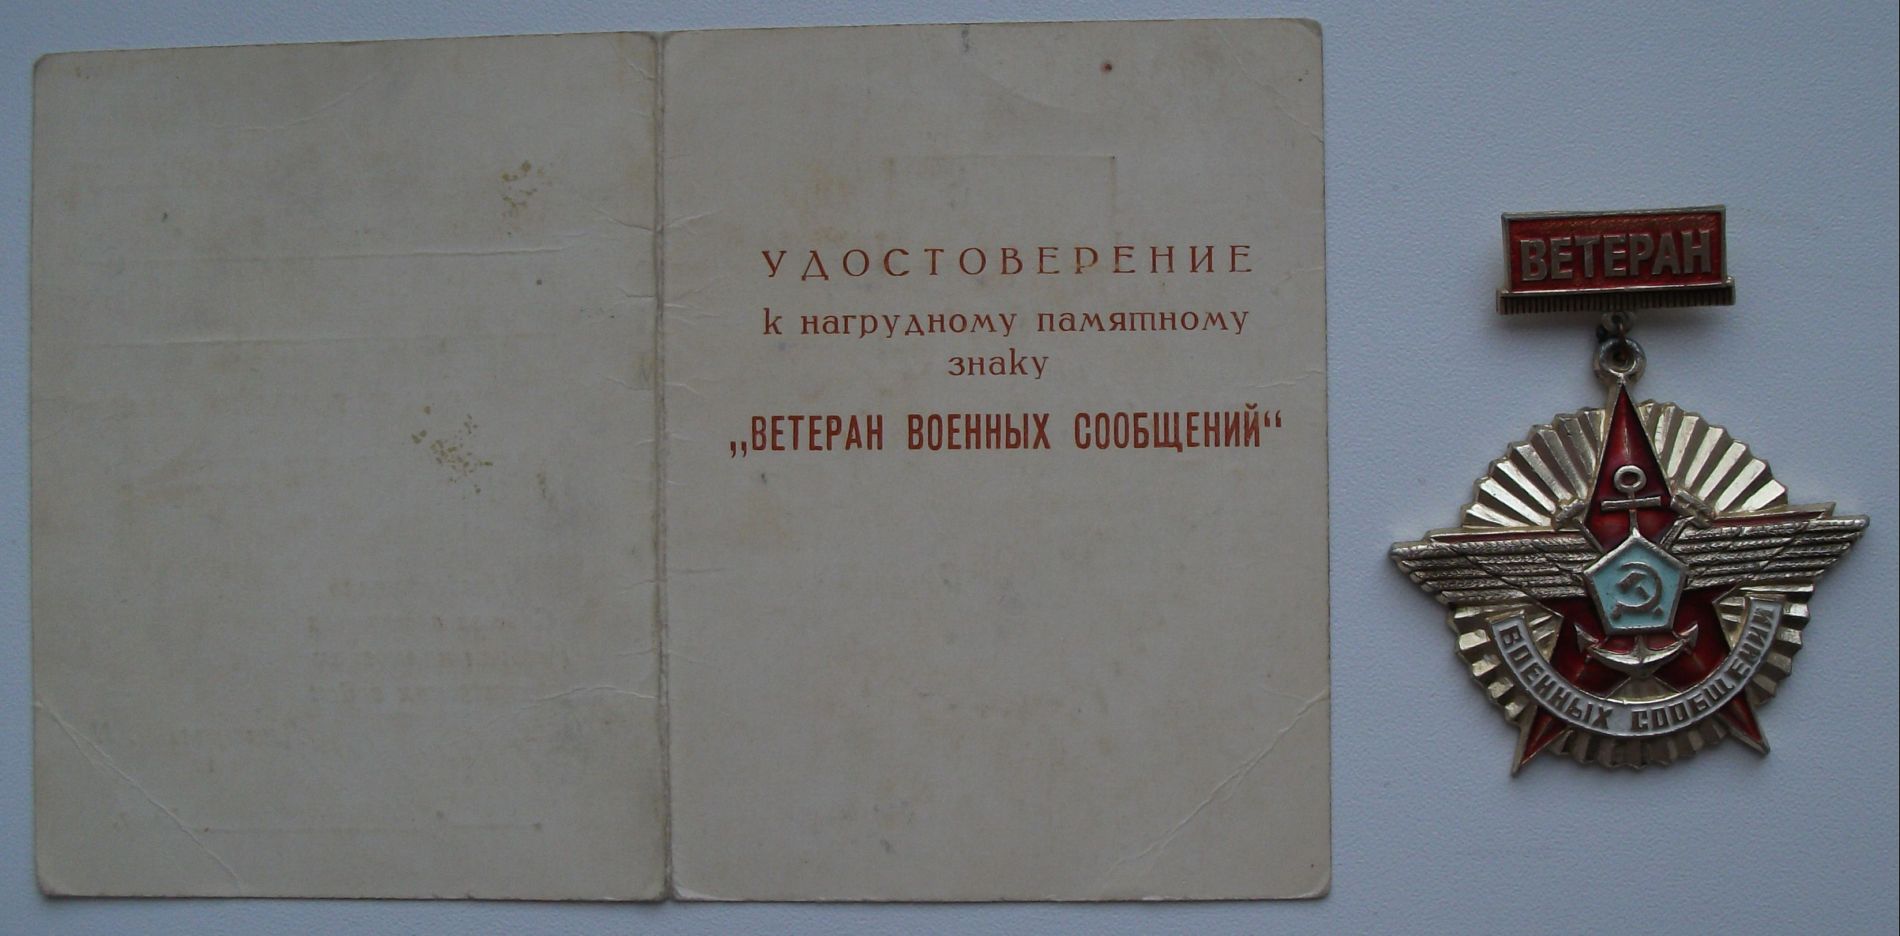 УДОСТОВЕРЕНИЕ
к нагрудному памятному
знаку
„ВЕТЕРАН ВОЕННЫХ СООБЩЕНИЙ“
ВЕТЕРАН
ВОЕННЫХ СООБЩЕНИЙ